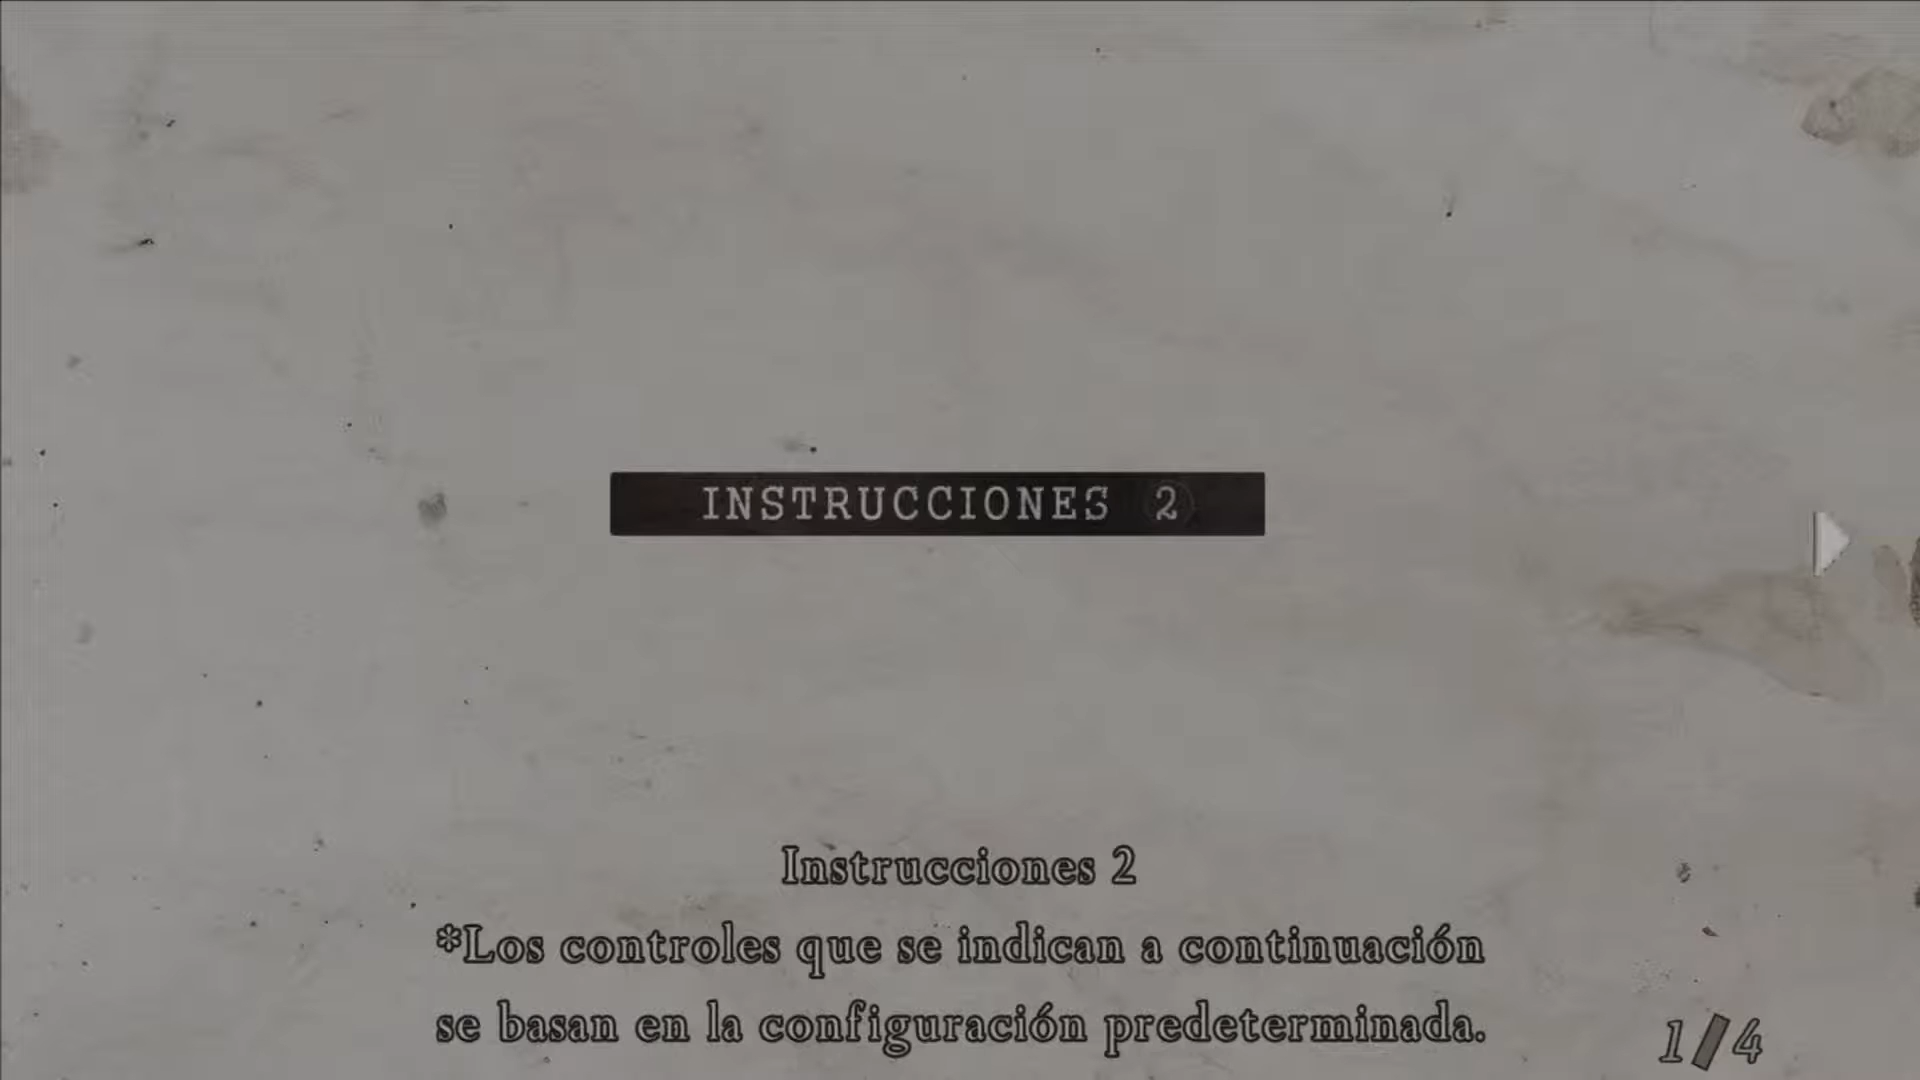 INSTRUCCIONES 2
Instrucciones 2
*Los controles que se indican a continuación
se basan en la configuración predeterminada.
1/4